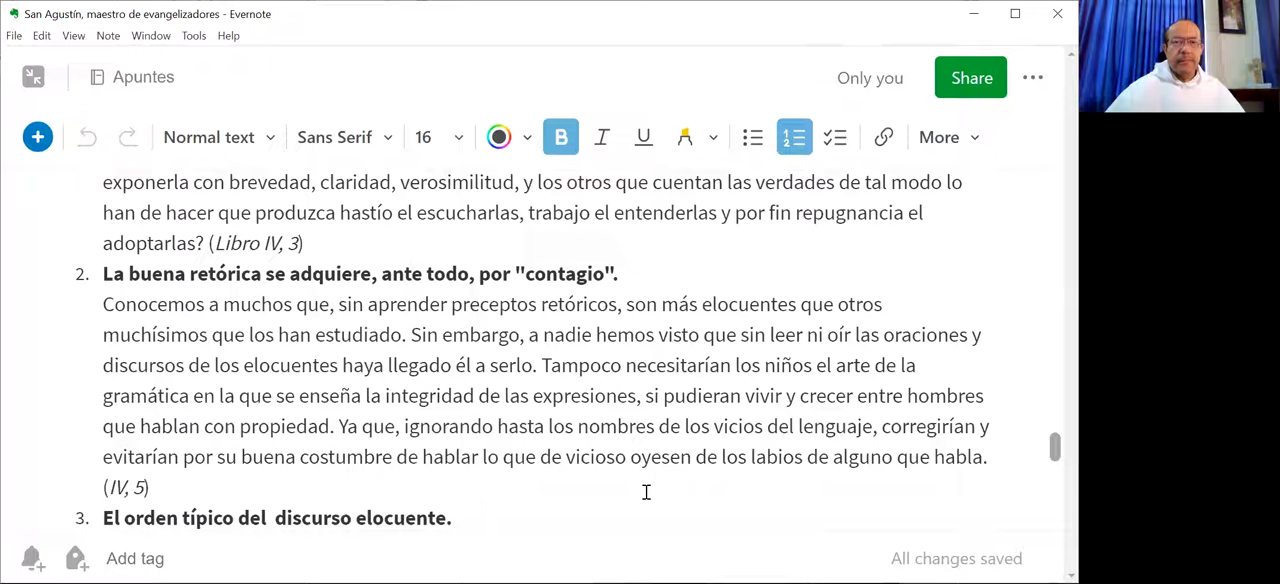 San Agustín, maestro de evangelizadores - Evernote
File Edit View Note Window Tools Help
Apuntes
Only you
Share
Normal text
Sans Serif
16
B I U
More
exponerla con brevedad, claridad, verosimilitud, y los otros que cuentan las verdades de tal modo lo
han de hacer que produzca hastío el escucharlas, trabajo el entenderlas y por fin repugnancia el
adoptarlas? (Libro IV, 3)
2. La buena retórica se adquiere, ante todo, por "contagio".
Conocemos a muchos que, sin aprender preceptos retóricos, son más elocuentes que otros
muchísimos que los han estudiado. Sin embargo, a nadie hemos visto que sin leer ni oír las oraciones y
discursos de los elocuentes haya llegado él a serlo. Tampoco necesitarían los niños el arte de la
gramática en la que se enseña la integridad de las expresiones, si pudieran vivir y crecer entre hombres
que hablan con propiedad. Ya que, ignorando hasta los nombres de los vicios del lenguaje, corregirían y
evitarían por su buena costumbre de hablar lo que de vicioso oyesen de los labios de alguno que habla.
(IV, 5)
3. El orden típico del  discurso elocuente.
Add tag
All changes saved